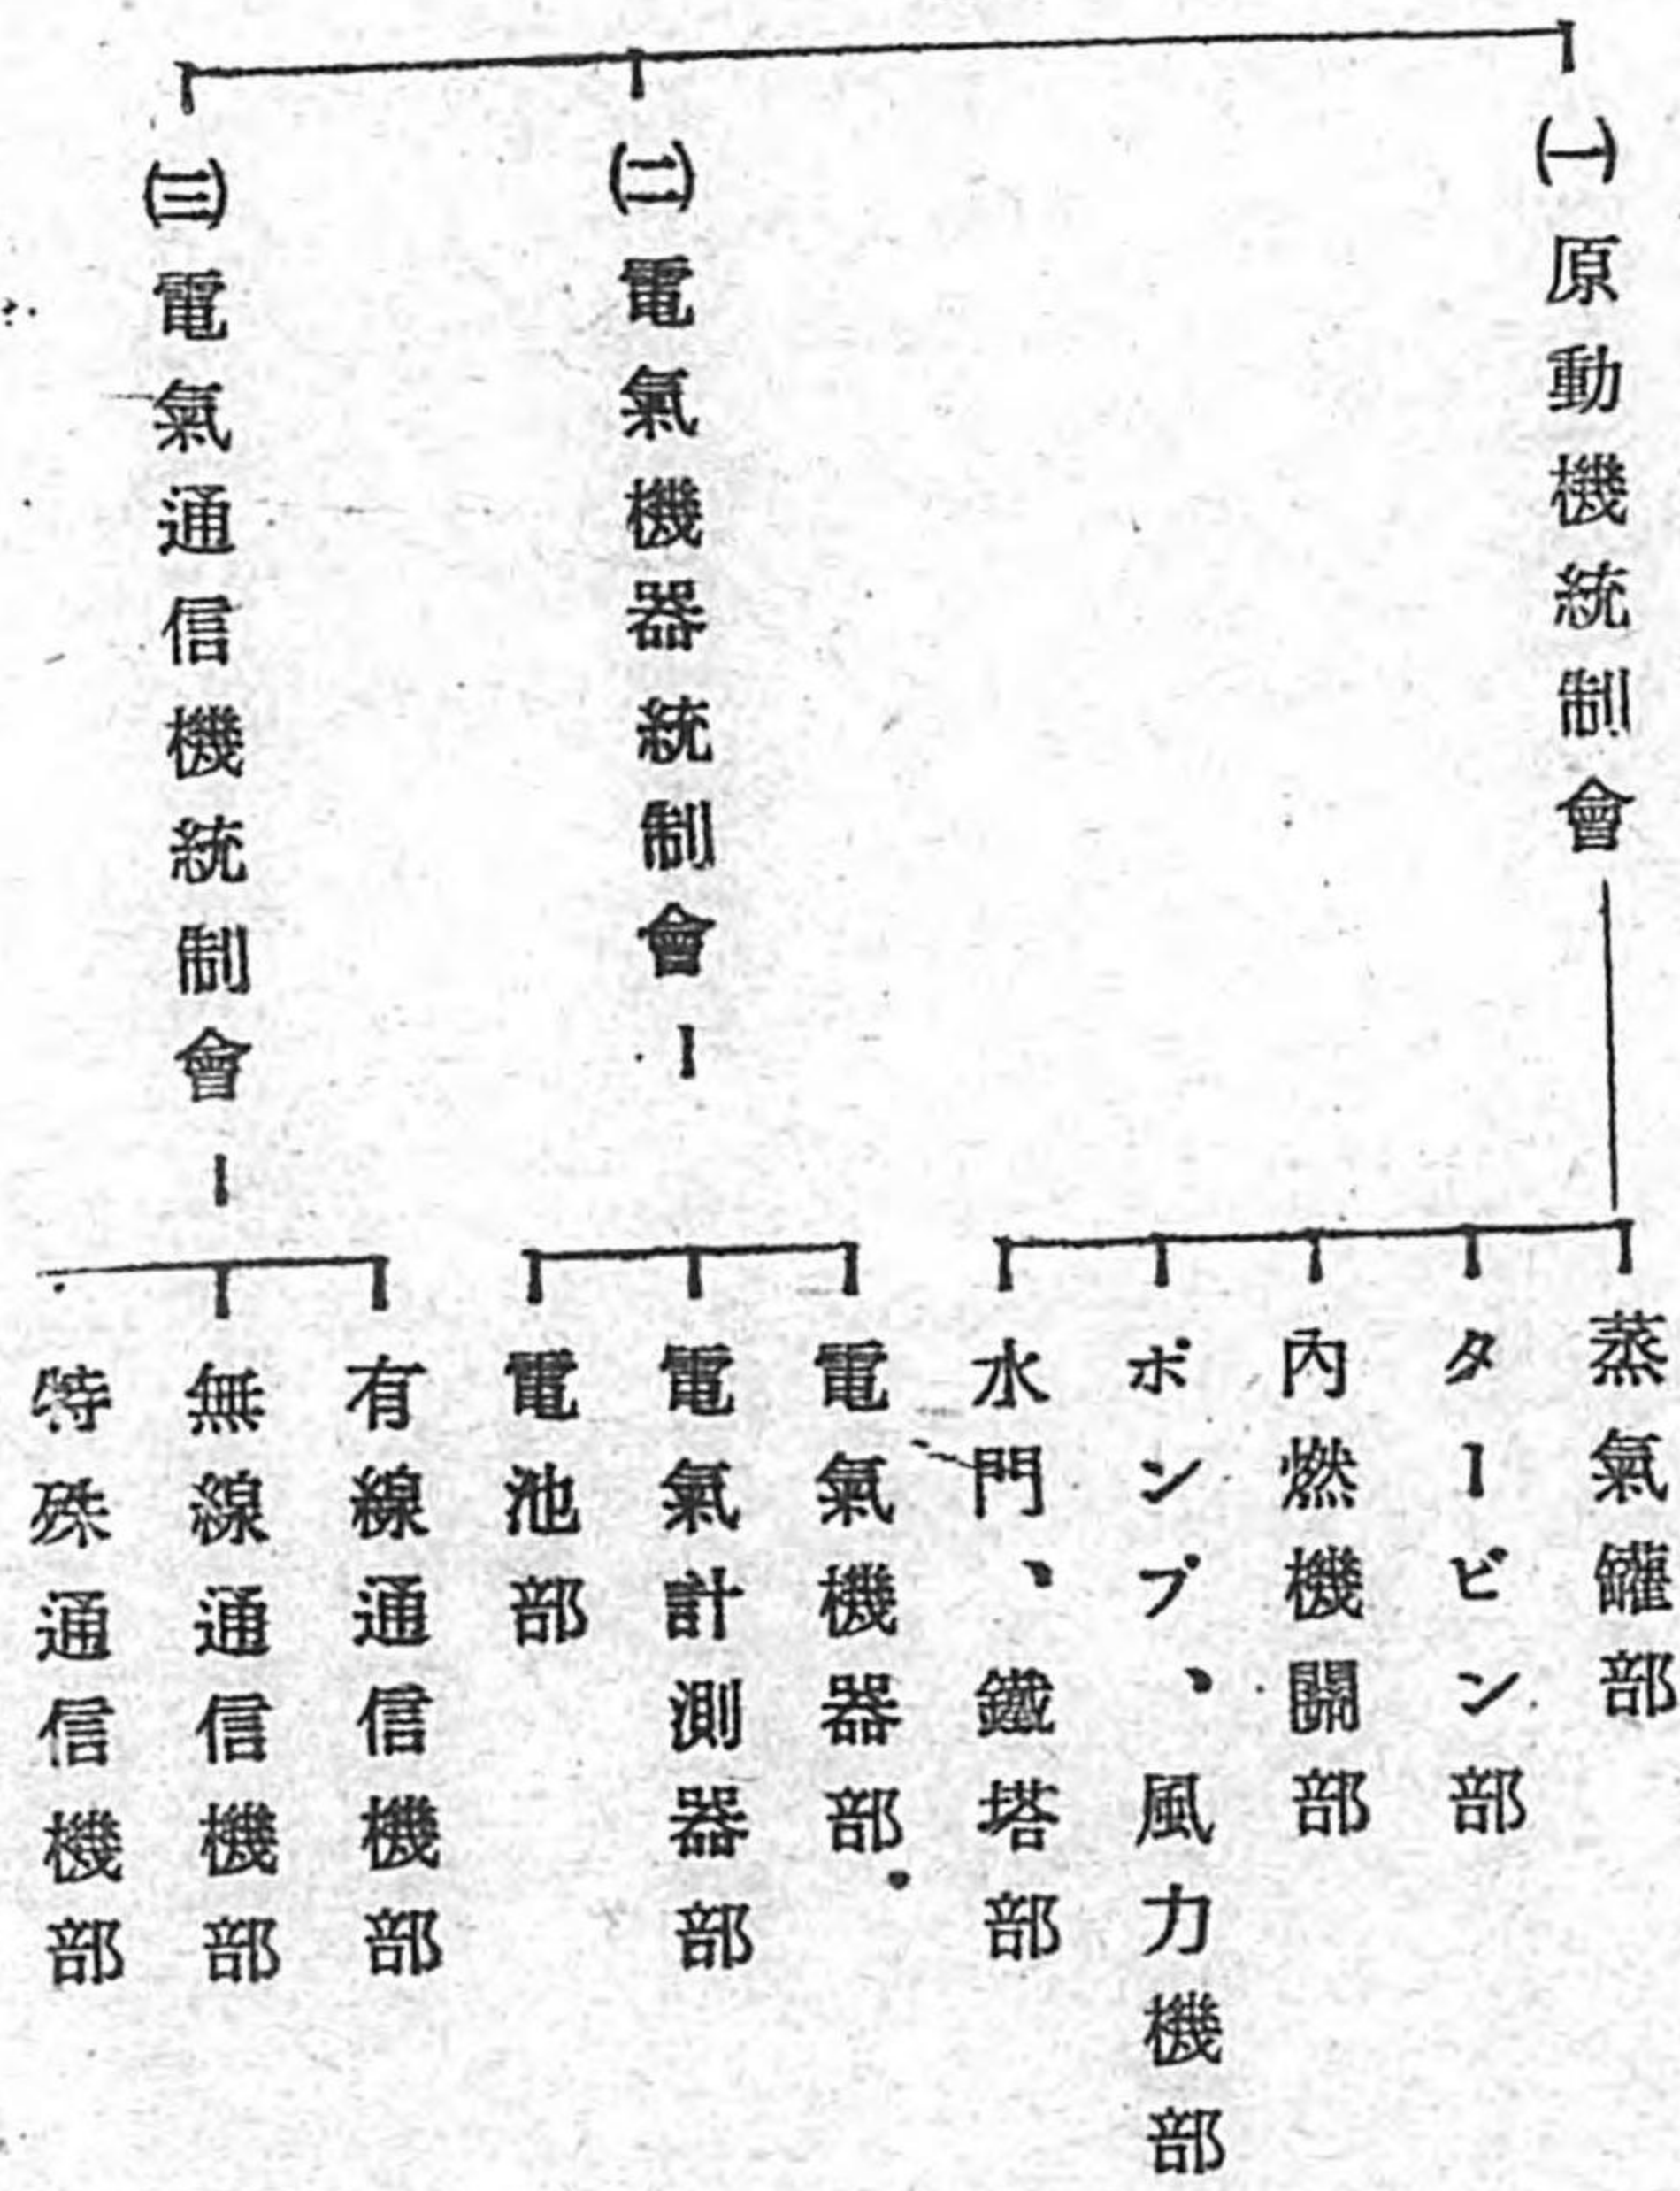 ㈠原動機統制會
蒸氣罐部
タービン部
內燃機關部
ポンプ、風力機部
水門、鐵塔部
㈡電氣機器統制會
電氣機器部
電氣計測器部
電池部
㈢電氣通信機統制會
有線通信機部
無線通信機部
特殊通信機部